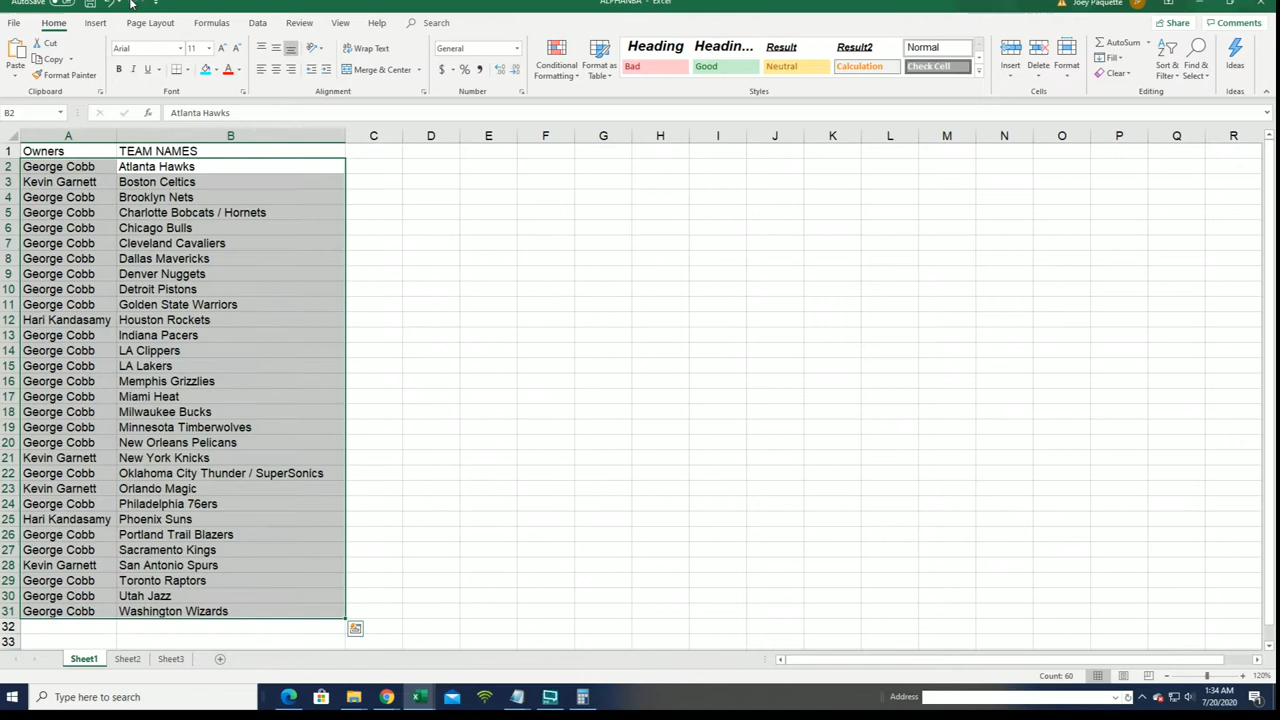 AutoSave Off ALPHANBA - Excel Joey Paquette JP
File Home Insert Page Layout Formulas Data Review View Help Search Share Comments
Paste Cut Copy Format Painter Clipboard
Arial 11 A A B I U A Font
Wrap Text Merge & Center Alignment
General $ % Number
Conditional Formatting Format as Table
Heading Headin... Result Result2 Normal
Bad Good Neutral Calculation Check Cell
Styles
Insert Delete Format Cells
AutoSum Fill Clear Sort & Filter Find & Select Editing
Ideas Ideas
B2 fx Atlanta Hawks
A B C D E F G H I J K L M N O P Q R
1 Owners TEAM NAMES
2 George Cobb Atlanta Hawks
3 Kevin Garnett Boston Celtics
4 George Cobb Brooklyn Nets
5 George Cobb Charlotte Bobcats / Hornets
6 George Cobb Chicago Bulls
7 George Cobb Cleveland Cavaliers
8 George Cobb Dallas Mavericks
9 George Cobb Denver Nuggets
10 George Cobb Detroit Pistons
11 George Cobb Golden State Warriors
12 Hari Kandasamy Houston Rockets
13 George Cobb Indiana Pacers
14 George Cobb LA Clippers
15 George Cobb LA Lakers
16 George Cobb Memphis Grizzlies
17 George Cobb Miami Heat
18 George Cobb Milwaukee Bucks
19 George Cobb Minnesota Timberwolves
20 George Cobb New Orleans Pelicans
21 Kevin Garnett New York Knicks
22 George Cobb Oklahoma City Thunder / SuperSonics
23 Kevin Garnett Orlando Magic
24 George Cobb Philadelphia 76ers
25 Hari Kandasamy Phoenix Suns
26 George Cobb Portland Trail Blazers
27 George Cobb Sacramento Kings
28 Kevin Garnett San Antonio Spurs
29 George Cobb Toronto Raptors
30 George Cobb Utah Jazz
31 George Cobb Washington Wizards
32
33
Sheet1 Sheet2 Sheet3
Count: 60 120%
Type here to search Address 1:34 AM
7/20/2020